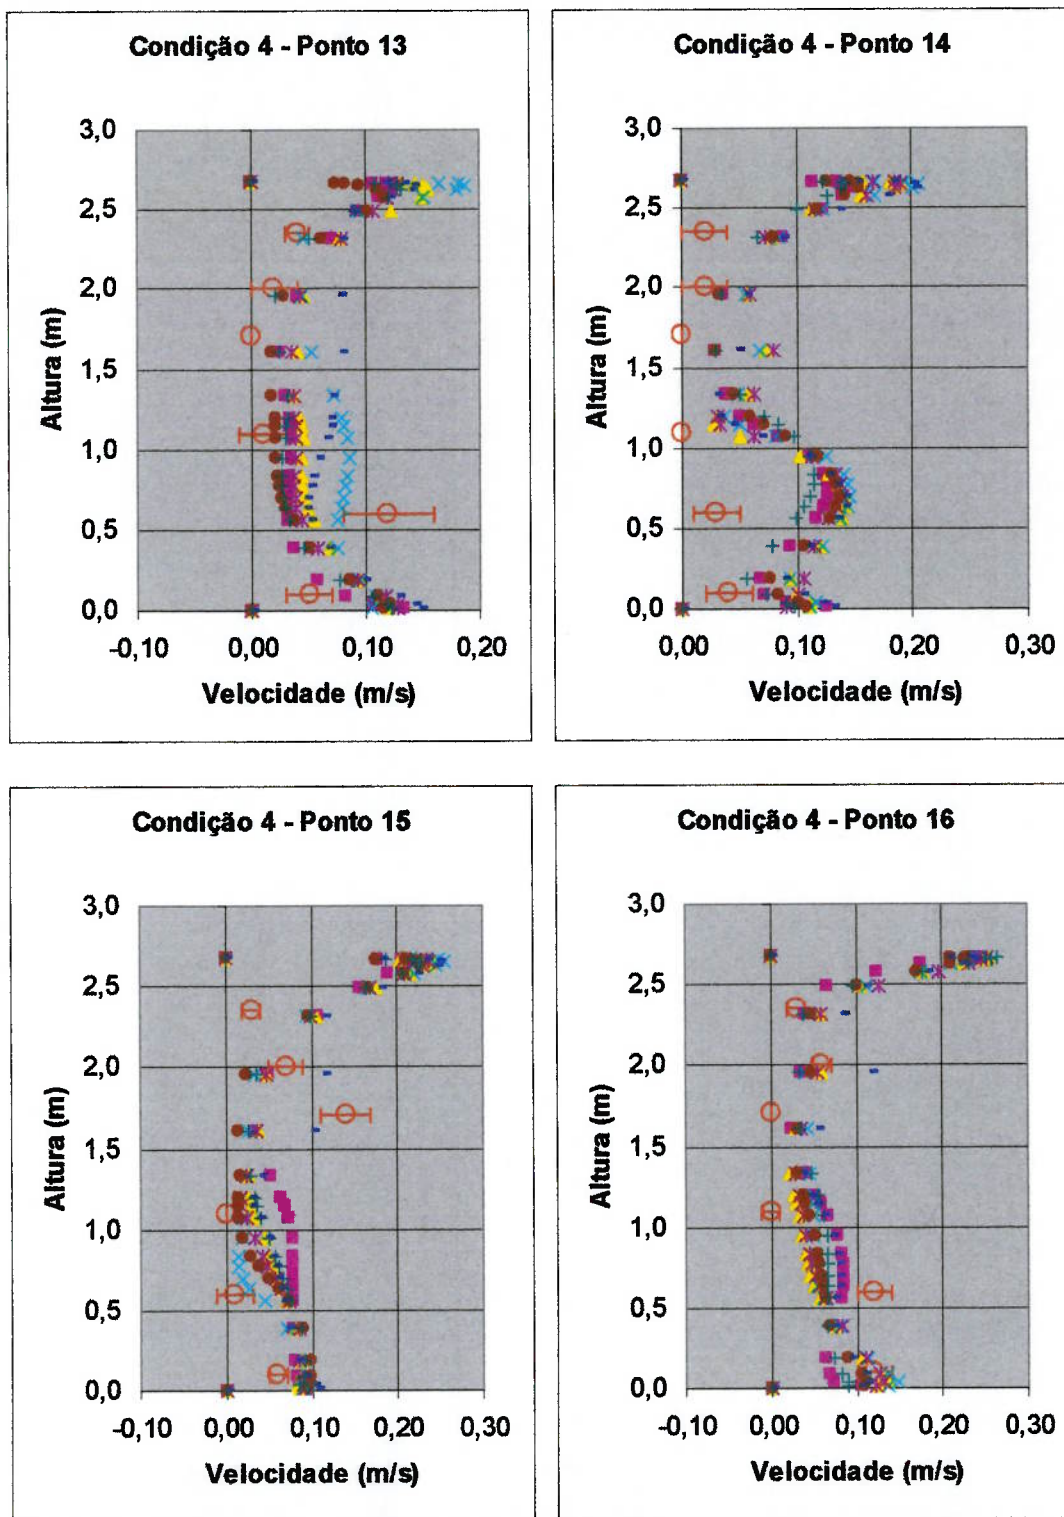 Condição 4 - Ponto 13
3,0
2,5
2,0
1,5
1,0
0,5
0,0
Altura (m)
-0,10 0,00 0,10 0,20
Velocidade (m/s)
Condição 4 - Ponto 14
3,0
2,5
2,0
1,5
1,0
0,5
0,0
Altura (m)
0,00 0,10 0,20 0,30
Velocidade (m/s)
Condição 4 - Ponto 15
3,0
2,5
2,0
1,5
1,0
0,5
0,0
Altura (m)
-0,10 0,00 0,10 0,20 0,30
Velocidade (m/s)
Condição 4 - Ponto 16
3,0
2,5
2,0
1,5
1,0
0,5
0,0
Altura (m)
-0,10 0,00 0,10 0,20 0,30
Velocidade (m/s)